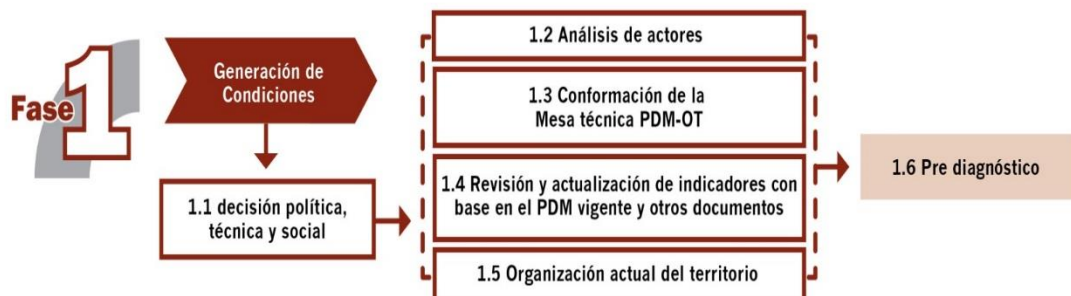 Fase 1
Generación de
Condiciones
1.1 decisión política,
técnica y social
1.2 Análisis de actores
1.3 Conformación de la
Mesa técnica PDM-OT
1.4 Revisión y actualización de indicadores con
base en el PDM vigente y otros documentos
1.5 Organización actual del territorio
1.6 Pre diagnóstico